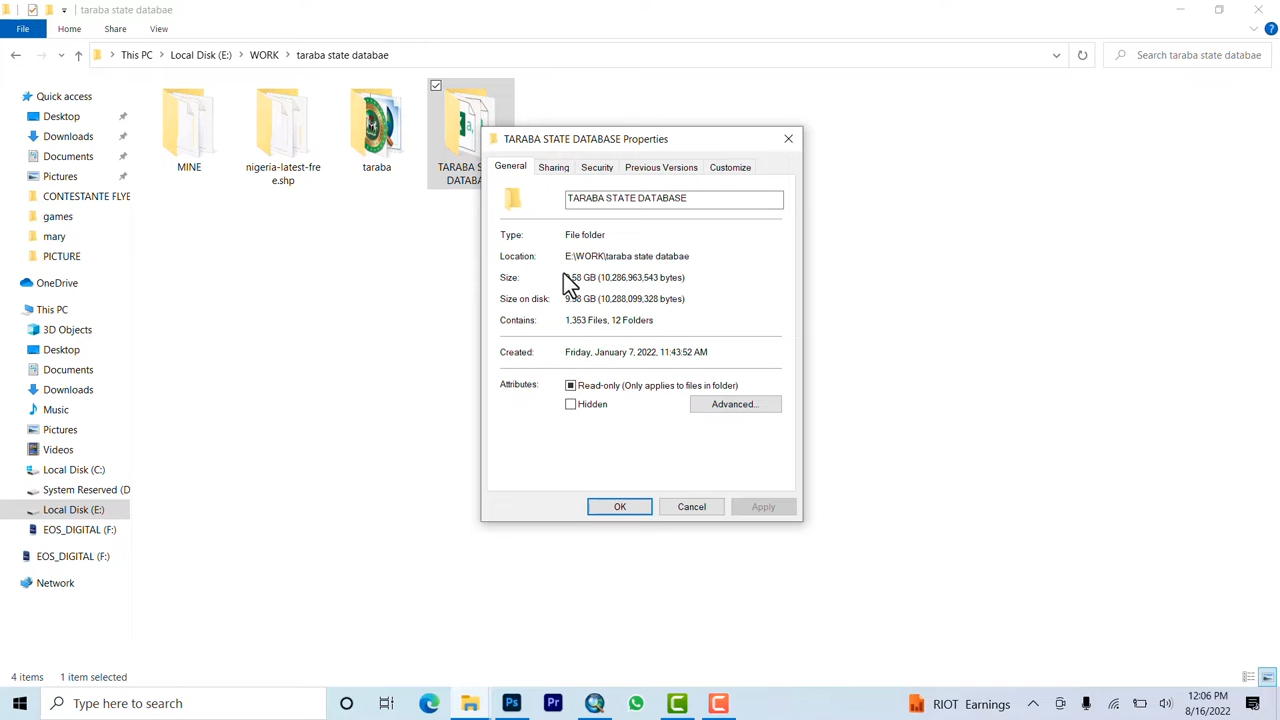 taraba state databae
File Home Share View
This PC Local Disk (E:) WORK taraba state databae
Search taraba state databae
Quick access
Desktop
Downloads
Documents
Pictures
CONTESTANTE FLYE
games
mary
PICTURE
OneDrive
This PC
3D Objects
Desktop
Documents
Downloads
Music
Pictures
Videos
Local Disk (C:)
System Reserved (D
Local Disk (E:)
EOS_DIGITAL (F:)
EOS_DIGITAL (F:)
Network
MINE
nigeria-latest-fre
e.shp
taraba
TARABA S
DATAB
TARABA STATE DATABASE Properties
General Sharing Security Previous Versions Customize
TARABA STATE DATABASE
Type: File folder
Location: E:\WORK\taraba state databae
Size: .58 GB (10,286,963,543 bytes)
Size on disk: GB (10,288,099,328 bytes)
Contains: 1,353 Files, 12 Folders
Created: Friday, January 7, 2022, 11:43:52 AM
Attributes: Read-only (Only applies to files in folder)
Hidden Advanced...
OK Cancel Apply
4 items 1 item selected
Type here to search
Ps Pr
RIOT Earnings
12:06 PM
8/16/2022